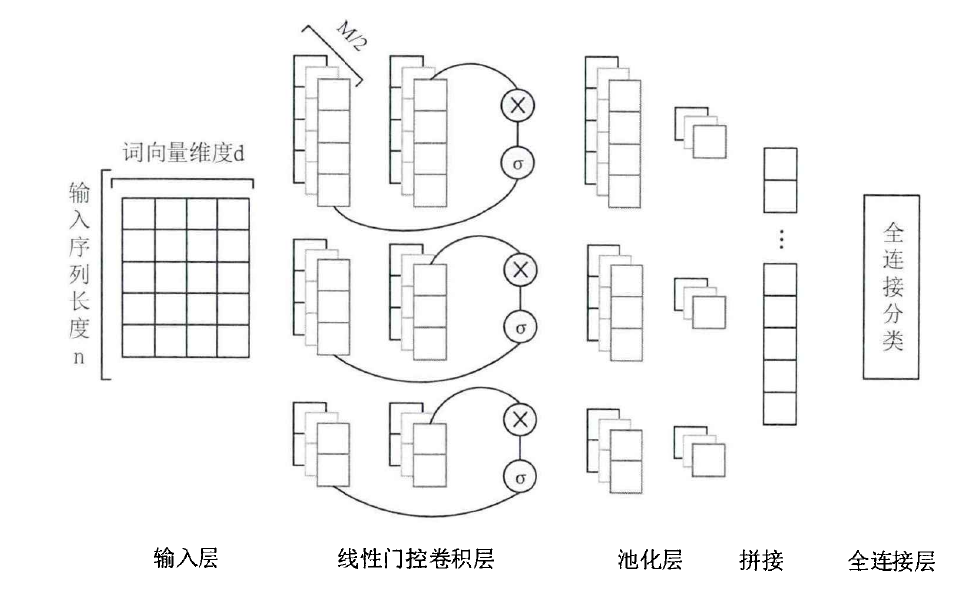 M/2
词向量维度d
输入序列长度n
×
σ
×
σ
×
σ
...
全连接分类
输入层
线性门控卷积层
池化层
拼接
全连接层